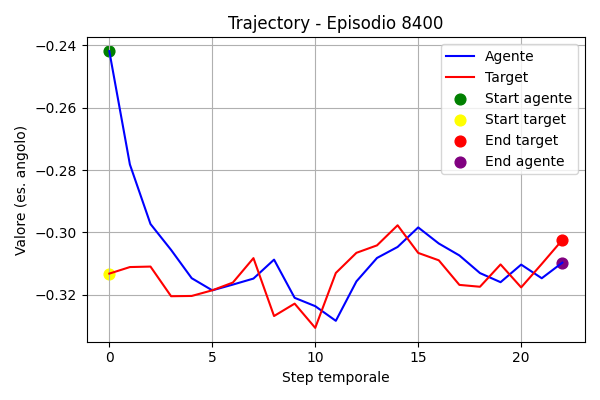 Trajectory - Episodio 8400
−0.24
−0.26
−0.28
−0.30
−0.32
Valore (es. angolo)
Agente
Target
Start agente
Start target
End target
End agente
0 5 10 15 20
Step temporale